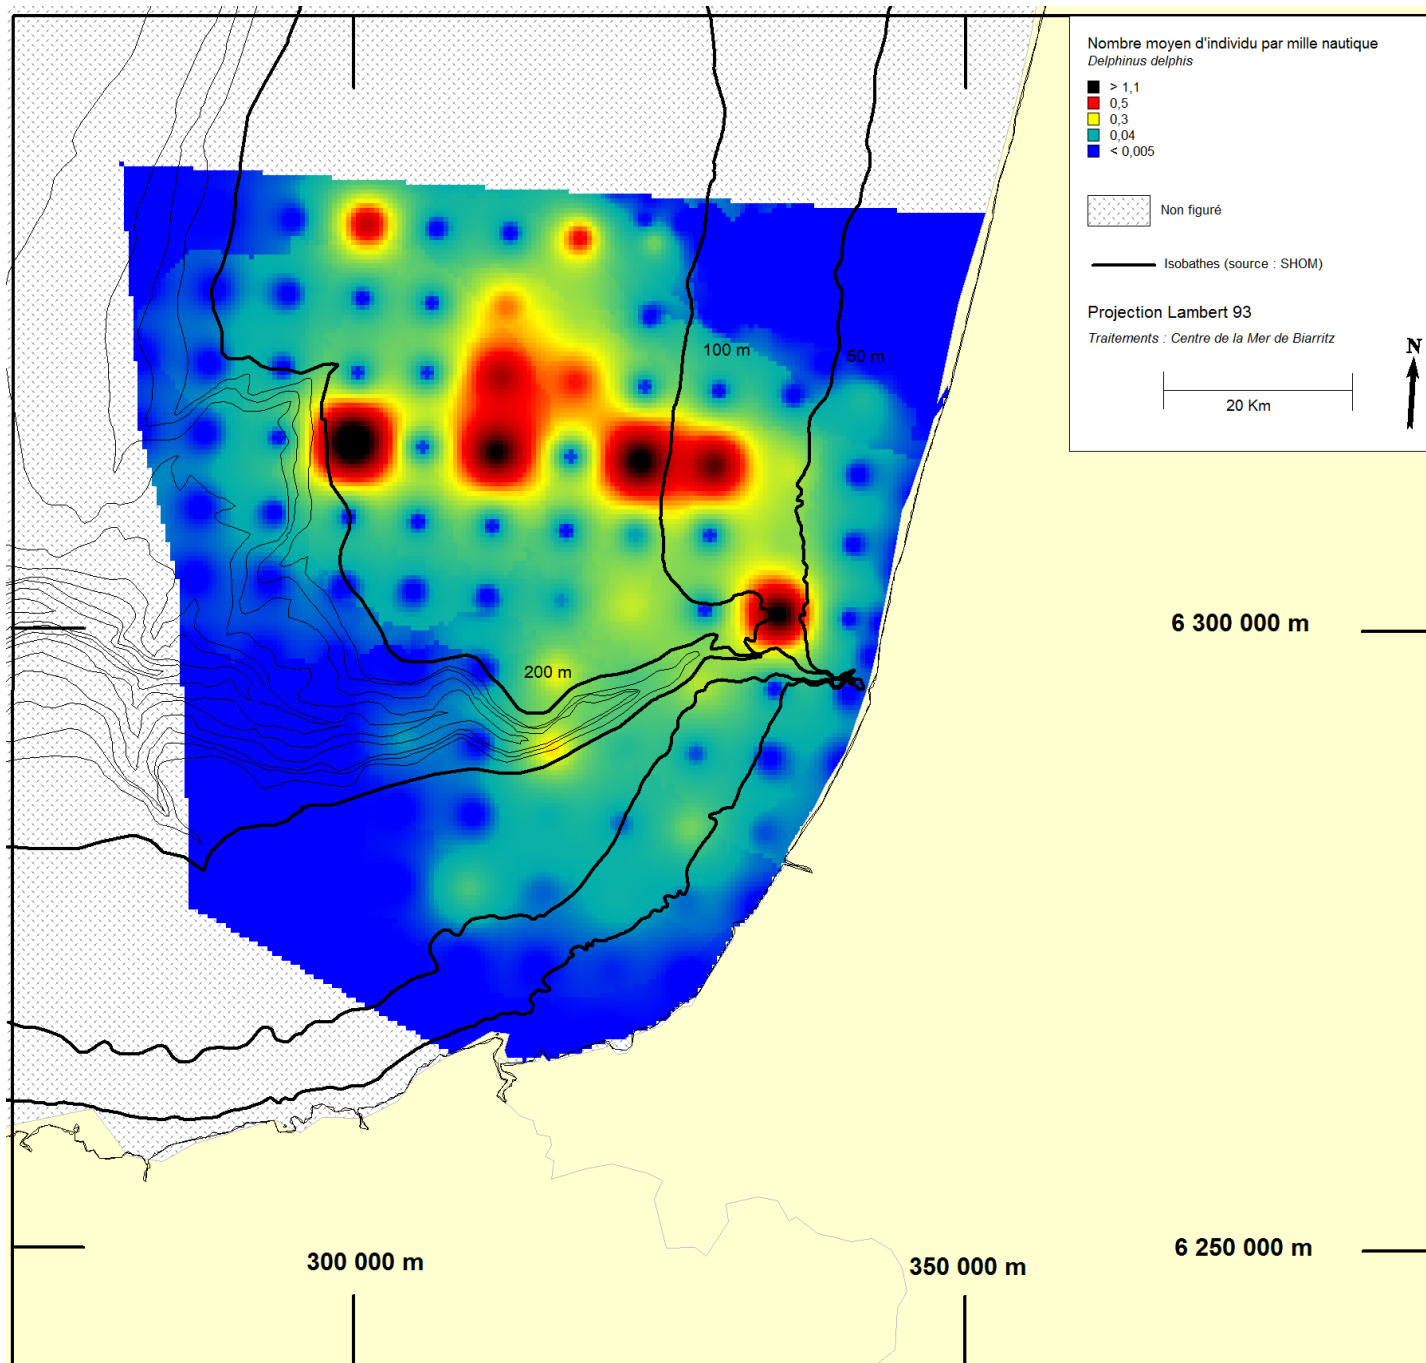 Nombre moyen d'individu par mille nautique
Delphinus delphis
> 1,1
0,5
0,3
0,04
< 0,005
Non figuré
Isobathes (source : SHOM)
Projection Lambert 93
Traitements : Centre de la Mer de Biarritz
N
20 Km
100 m
50 m
6 300 000 m
200 m
6 250 000 m
300 000 m
350 000 m